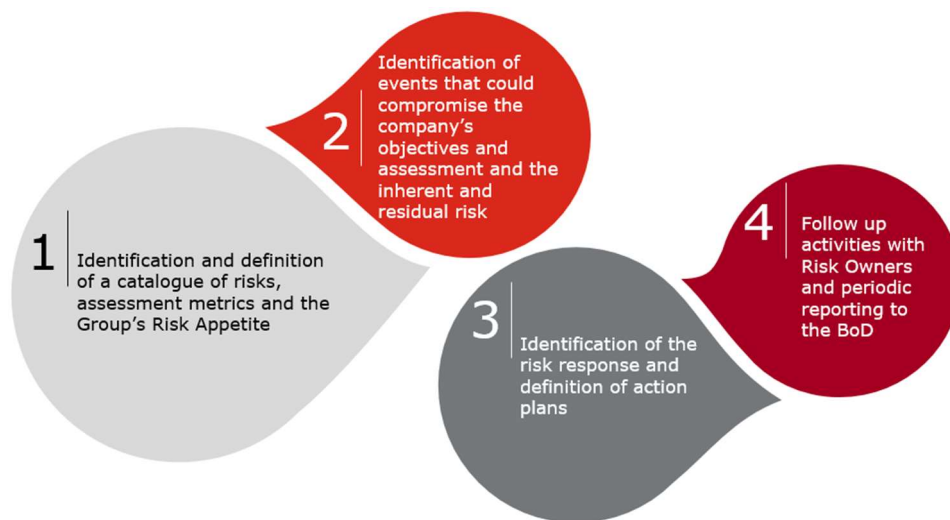 1
Identification and definition
of a catalogue of risks,
assessment metrics and the
Group's Risk Appetite
2
Identification of
events that could
compromise the
company's
objectives and
assessment and the
inherent and
residual risk
3
Identification of the
risk response and
definition of action
plans
4
Follow up
activities with
Risk Owners
and periodic
reporting to
the BoD